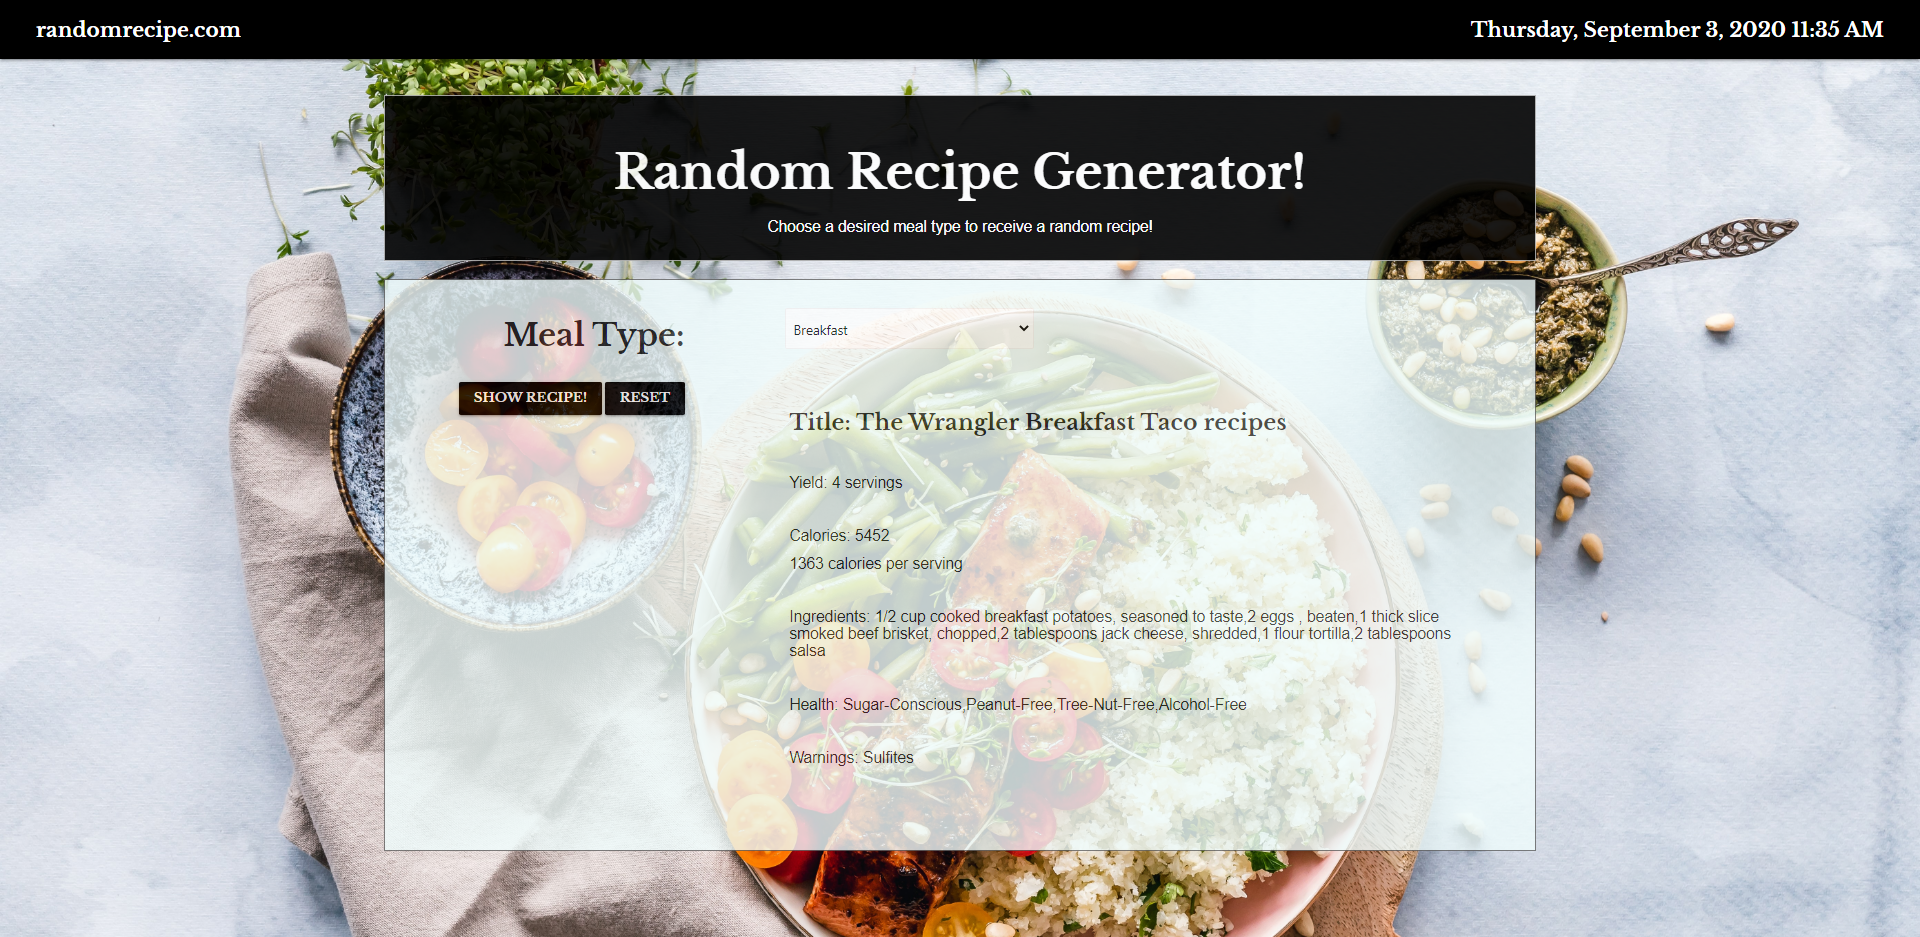 randomrecipe.com
Thursday, September 3, 2020 11:35 AM
Random Recipe Generator!
Choose a desired meal type to receive a random recipe!
Meal Type:
Breakfast
SHOW RECIPE! RESET
Title: The Wrangler Breakfast Taco recipes
Yield: 4 servings
Calories: 5452
1363 calories per serving
Ingredients: 1/2 cup cooked breakfast potatoes, seasoned to taste,2 eggs , beaten,1 thick slice
smoked beef brisket, chopped,2 tablespoons jack cheese, shredded,1 flour tortilla,2 tablespoons
salsa
Health: Sugar-Conscious,Peanut-Free,Tree-Nut-Free,Alcohol-Free
Warnings: Sulfites